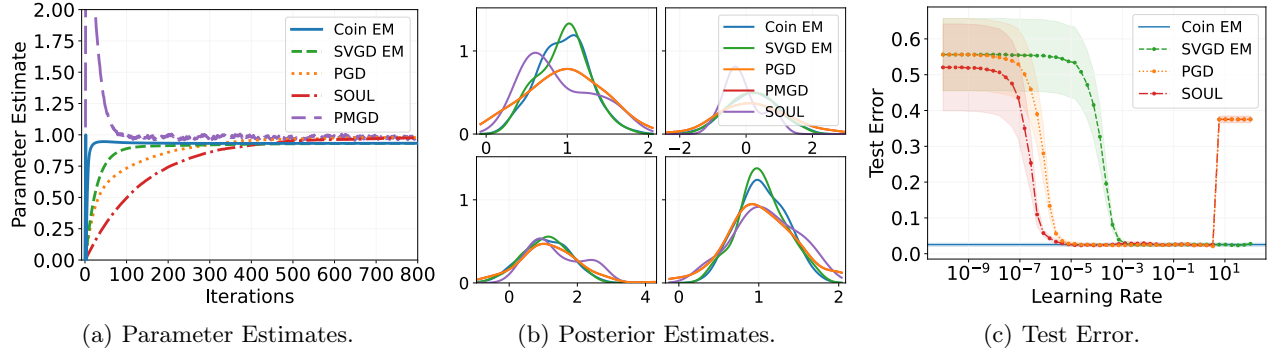 2.00
1.75
1.50
1.25
1.00
0.75
0.50
0.25
0.00
Parameter Estimate
Coin EM
SVGD EM
PGD
SOUL
PMGD
0 100 200 300 400 500 600 700 800
Iterations
(a) Parameter Estimates.
1
0
0 1 2
Coin EM
SVGD EM
PGD
PMGD
SOUL
1
0
−2 0 2
1
0
0 2 4
1
0
0 1 2
(b) Posterior Estimates.
0.6
0.5
0.4
0.3
0.2
0.1
0.0
Test Error
Coin EM
SVGD EM
PGD
SOUL
10⁻⁹ 10⁻⁷ 10⁻⁵ 10⁻³ 10⁻¹ 10¹
Learning Rate
(c) Test Error.